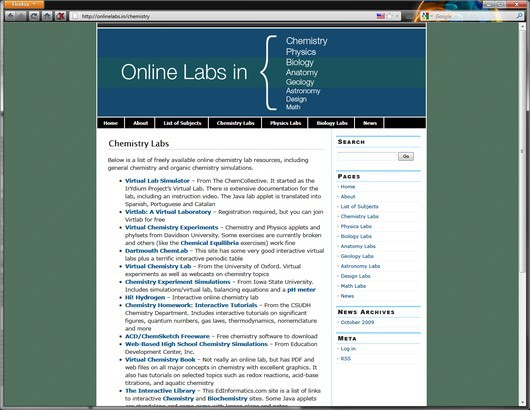 Firefox
http://onlinelabs.in/chemistry
Google
Online Labs in
Chemistry
Physics
Biology
Anatomy
Geology
Astronomy
Design
Math
Home About List of Subjects Chemistry Labs Physics Labs Biology Labs News
Chemistry Labs
Below is a list of freely available online chemistry lab resources, including
general chemistry and organic chemistry simulations.
Virtual Lab Simulator – From The ChemCollective. It started as the
IrYdium Project's Virtual Lab. There is extensive documentation for the
lab, including an instruction video. The Java lab applet is translated into
Spanish, Portuguese and Catalan
Virtlab: A Virtual Laboratory – Registration required, but you can join
Virtlab for free
Virtual Chemistry Experiments – Chemistry and Physics applets and
physlets from Davidson University. Some exercises are currently broken
and others (like the Chemical Equilibria exercises) work fine
Dartmouth ChemLab – This site has some very good interactive virtual
labs plus a terrific interactive periodic table
Virtual Chemistry Lab – From the University of Oxford. Virtual
experiments as well as webcasts on chemistry topics
Chemistry Experiment Simulations – From Iowa State University.
Includes simulations/virtual lab, balancing equations and a pH meter
Hit Hydrogen – Interactive online chemistry lab
Chemistry Homework: Interactive Tutorials – From the CSUDH
Chemistry Department. Includes interactive tutorials on significant
figures, quantum numbers, gas laws, thermodynamics, nomenclature
and more
ACD/ChemSketch Freeware – Free chemistry software to download
Web-Based High School Chemistry Simulations – From Education
Development Center, Inc.
Virtual Chemistry Book – Not really an online lab, but has PDF and
web files on all major concepts in chemistry with excellent graphics. It
also has tutorials on selected topics such as redox reactions, acid-base
titrations, and aquatic chemistry
The Interactive Library – This EdInformatics.com site is a list of links
to interactive Chemistry and Biochemistry sites. Some Java applets
Search
Go
Pages
Home
About
List of Subjects
Chemistry Labs
Physics Labs
Biology Labs
Anatomy Labs
Geology Labs
Astronomy Labs
Design Labs
Math Labs
News
News Archives
October 2009
Meta
Log in
RSS